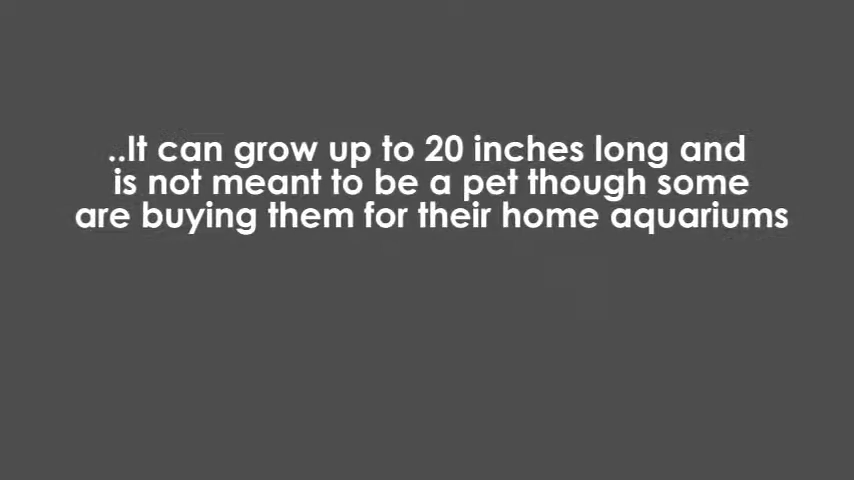 ..It can grow up to 20 inches long and
is not meant to be a pet though some
are buying them for their home aquariums